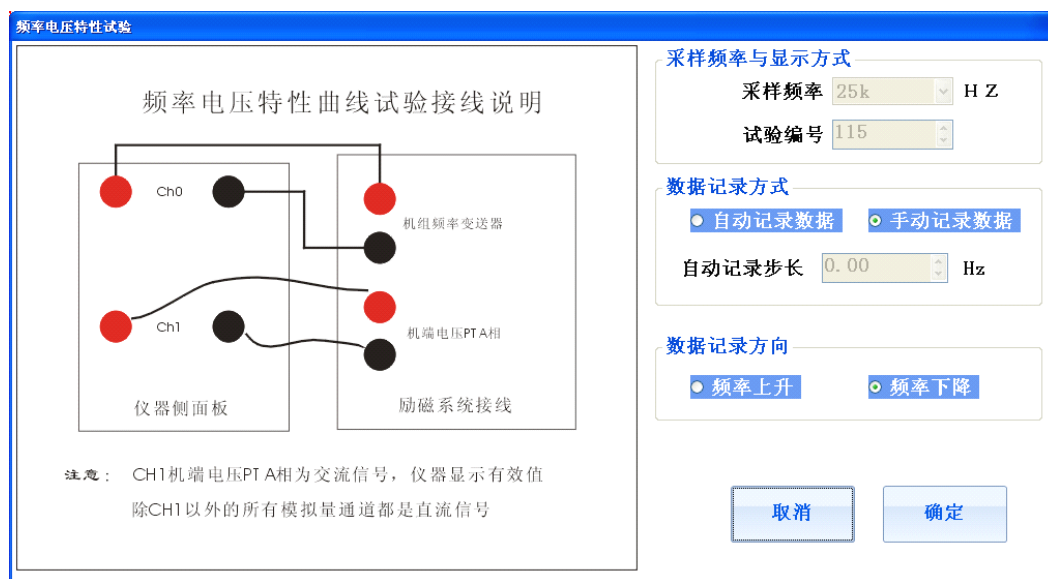 频率电压特性试验
频率电压特性曲线试验接线说明
Ch0
机组频率变送器
Ch1
机端电压PT A相
仪器侧面板
励磁系统接线
注意： CH1机端电压PT A相为交流信号，仪器显示有效值
除CH1以外的所有模拟量通道都是直流信号
采样频率与显示方式
采样频率 25k H Z
试验编号 115
数据记录方式
自动记录数据 手动记录数据
自动记录步长 0.00 Hz
数据记录方向
频率上升 频率下降
取消 确定